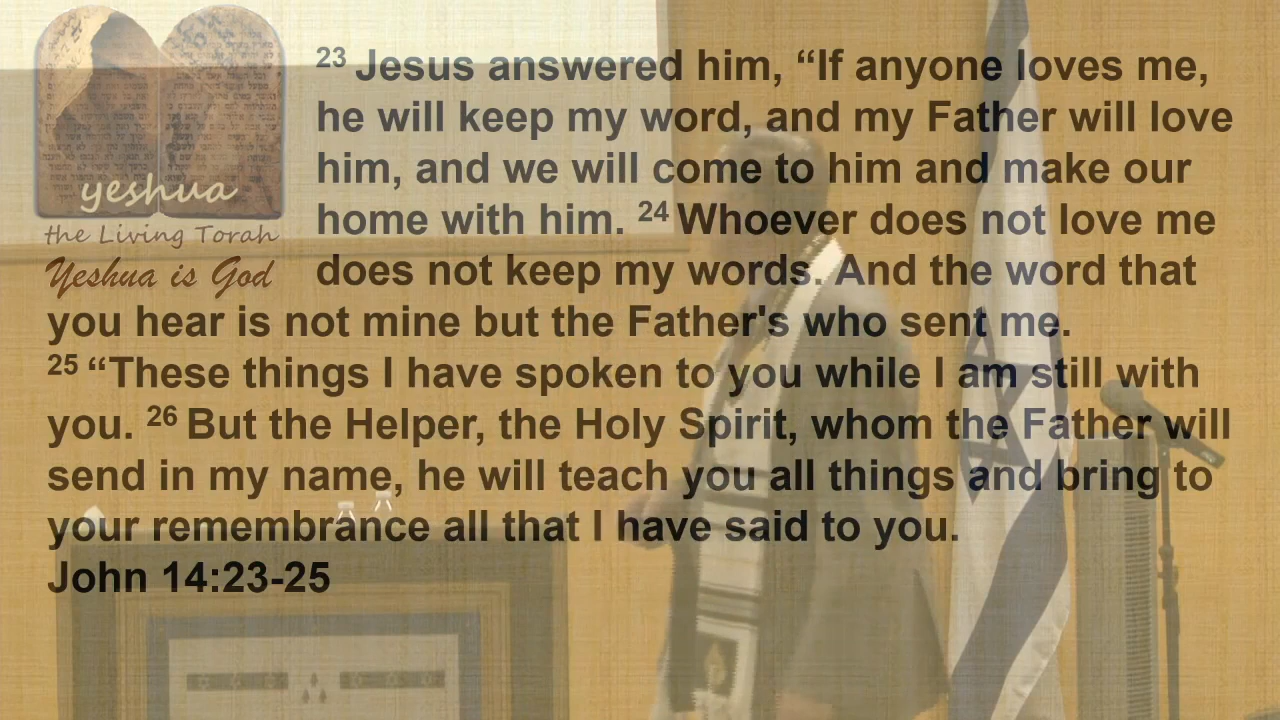 yeshua
the Living Torah
Yeshua is God
23 Jesus answered him, “If anyone loves me,
he will keep my word, and my Father will love
him, and we will come to him and make our
home with him. 24 Whoever does not love me
does not keep my words. And the word that
you hear is not mine but the Father's who sent me.
25 “These things I have spoken to you while I am still with
you. 26 But the Helper, the Holy Spirit, whom the Father will
send in my name, he will teach you all things and bring to
your remembrance all that I have said to you.
John 14:23-25